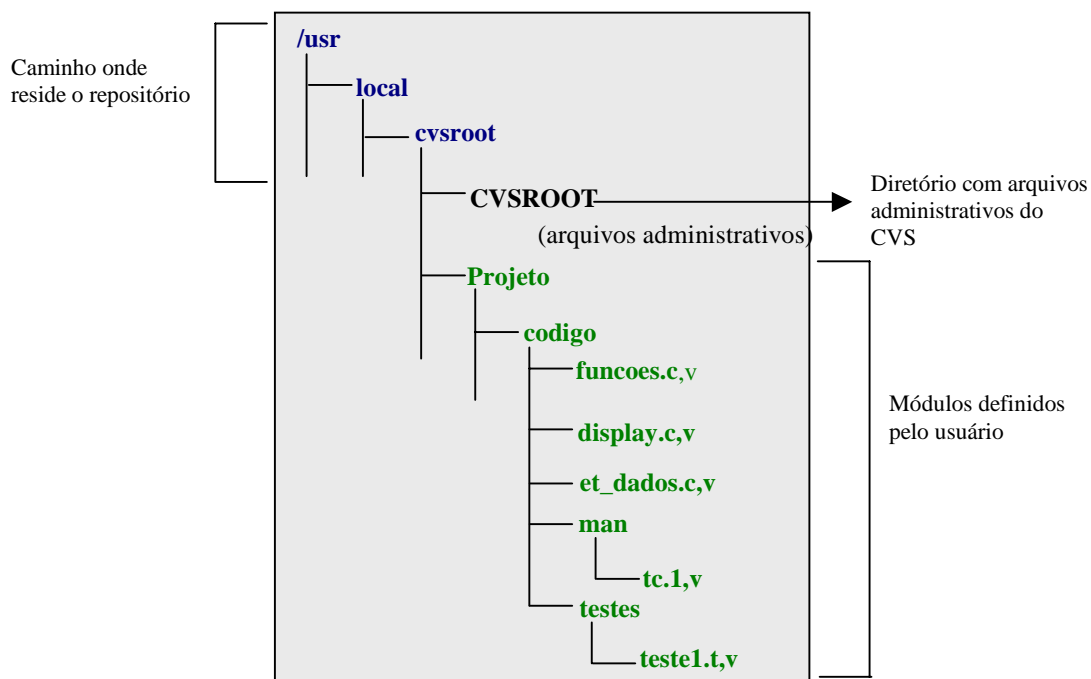 /usr
Caminho onde
reside o repositório
local
cvsroot
CVSROOT
(arquivos administrativos)
Diretório com arquivos
administrativos do
CVS
Projeto
codigo
funcoes.c,v
display.c,v
et_dados.c,v
man
tc.1,v
testes
teste1.t,v
Módulos definidos
pelo usuário